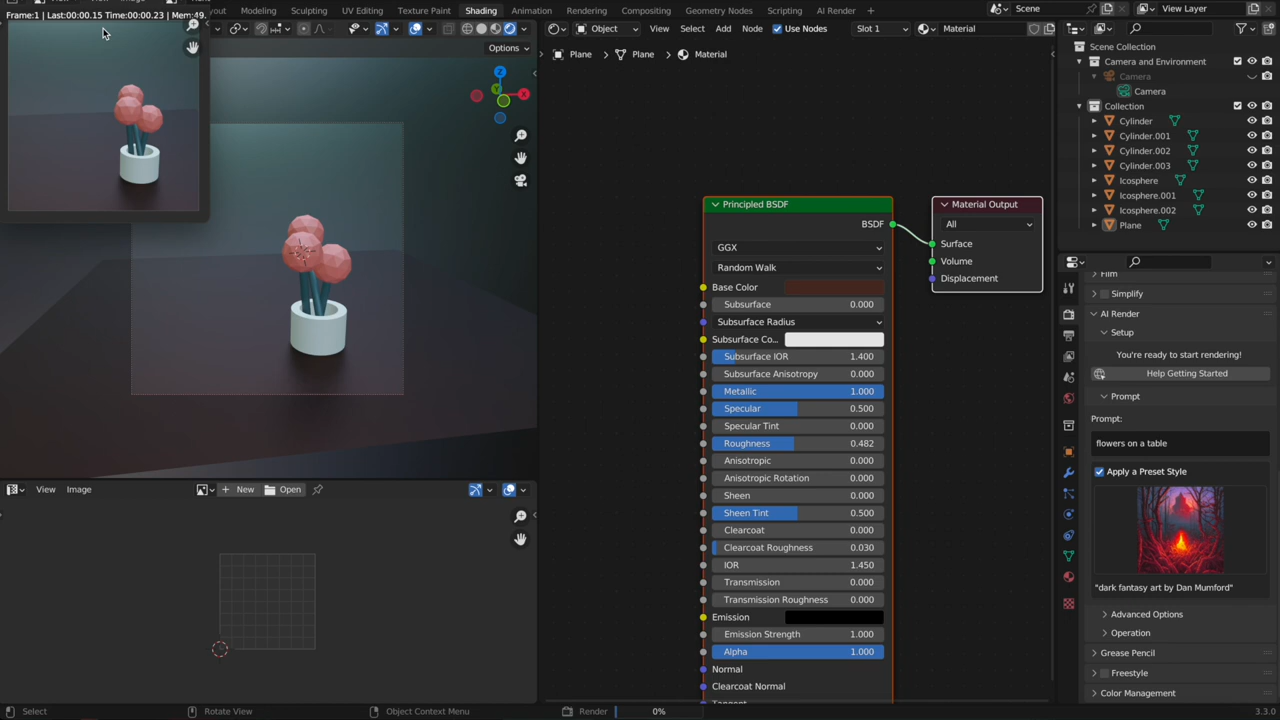 Layout
Modeling
Sculpting
UV Editing
Texture Paint
Shading
Animation
Rendering
Compositing
Geometry Nodes
Scripting
AI Render
Scene
View Layer
Frame:1 | Last:00:00.15 Time:00:00.23 | Mem:49.
Options
Object
View
Select
Add
Node
Use Nodes
Slot 1
Material
Plane
Plane
Material
Z
Y
X
Principled BSDF
BSDF
GGX
Random Walk
Base Color
Subsurface 0.000
Subsurface Radius
Subsurface Co...
Subsurface IOR 1.400
Subsurface Anisotropy 0.000
Metallic 1.000
Specular 0.500
Specular Tint 0.000
Roughness 0.482
Anisotropic 0.000
Anisotropic Rotation 0.000
Sheen 0.000
Sheen Tint 0.500
Clearcoat 0.000
Clearcoat Roughness 0.030
IOR 1.450
Transmission 0.000
Transmission Roughness 0.000
Emission
Emission Strength 1.000
Alpha 1.000
Normal
Clearcoat Normal
Tangent
Material Output
All
Surface
Volume
Displacement
Scene Collection
Camera and Environment
Camera
Camera
Collection
Cylinder
Cylinder.001
Cylinder.002
Cylinder.003
Icosphere
Icosphere.001
Icosphere.002
Plane
Film
Simplify
AI Render
Setup
You're ready to start rendering!
Help Getting Started
Prompt
Prompt:
flowers on a table
Apply a Preset Style
"dark fantasy art by Dan Mumford"
Advanced Options
Operation
Grease Pencil
Freestyle
Color Management
View
Image
New
Open
Select
Rotate View
Object Context Menu
Render
0%
3.3.0